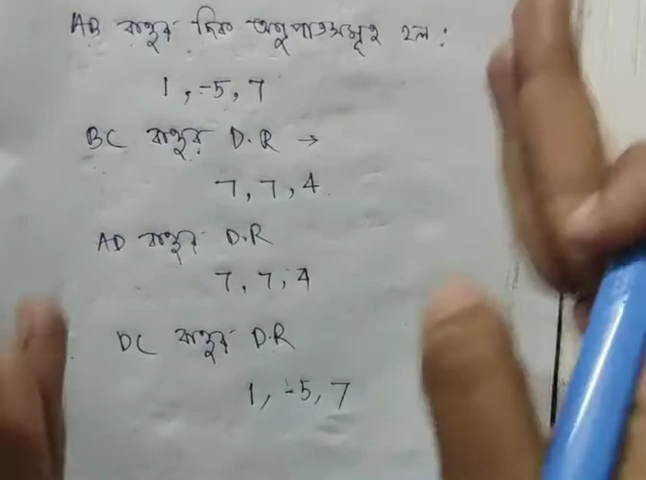 AB বাহুর দিক অনুপাতসমূহ হল :
1, -5, 7
BC বাহুর D.R →
7, 7, 4
AD বাহুর D.R
7, 7, 4
DC বাহুর D.R
1, -5, 7